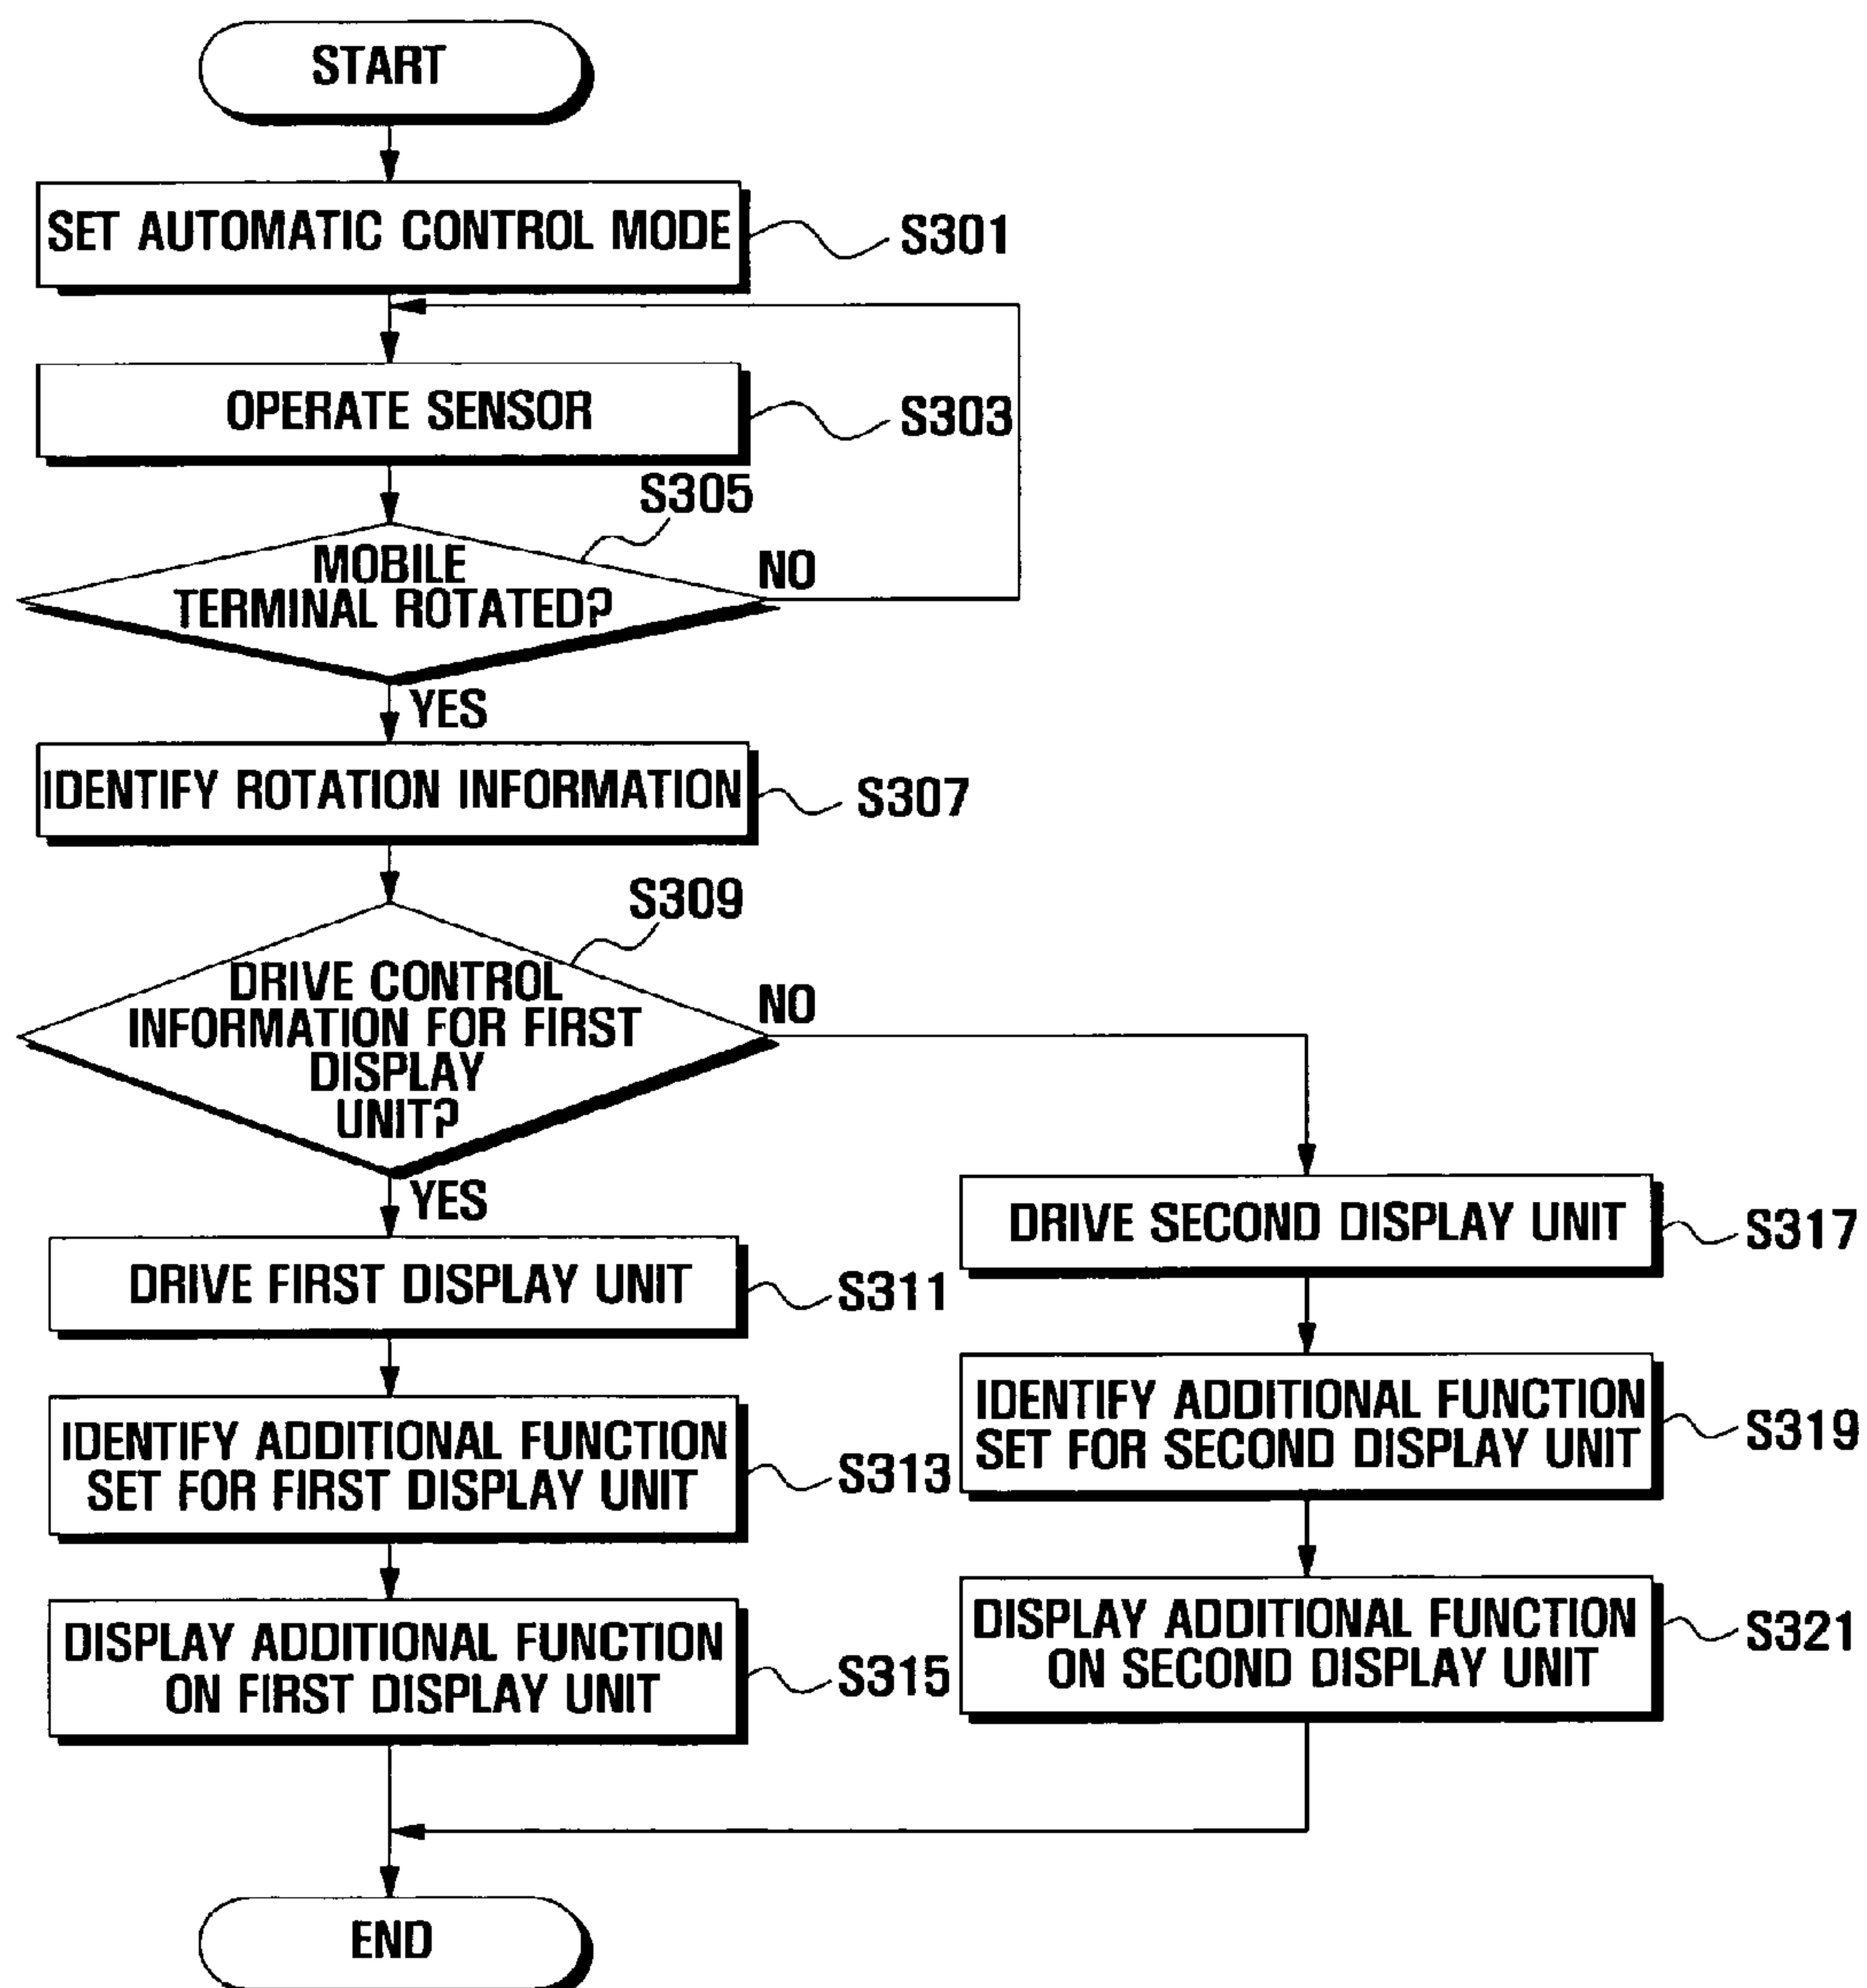 START
SET AUTOMATIC CONTROL MODE
S301
OPERATE SENSOR
S303
S305
MOBILE
TERMINAL ROTATED?
NO
YES
IDENTIFY ROTATION INFORMATION
S307
S309
DRIVE CONTROL
INFORMATION FOR FIRST
DISPLAY
UNIT?
NO
YES
DRIVE FIRST DISPLAY UNIT
S311
IDENTIFY ADDITIONAL FUNCTION
SET FOR FIRST DISPLAY UNIT
S313
DISPLAY ADDITIONAL FUNCTION
ON FIRST DISPLAY UNIT
S315
DRIVE SECOND DISPLAY UNIT
S317
IDENTIFY ADDITIONAL FUNCTION
SET FOR SECOND DISPLAY UNIT
S319
DISPLAY ADDITIONAL FUNCTION
ON SECOND DISPLAY UNIT
S321
END